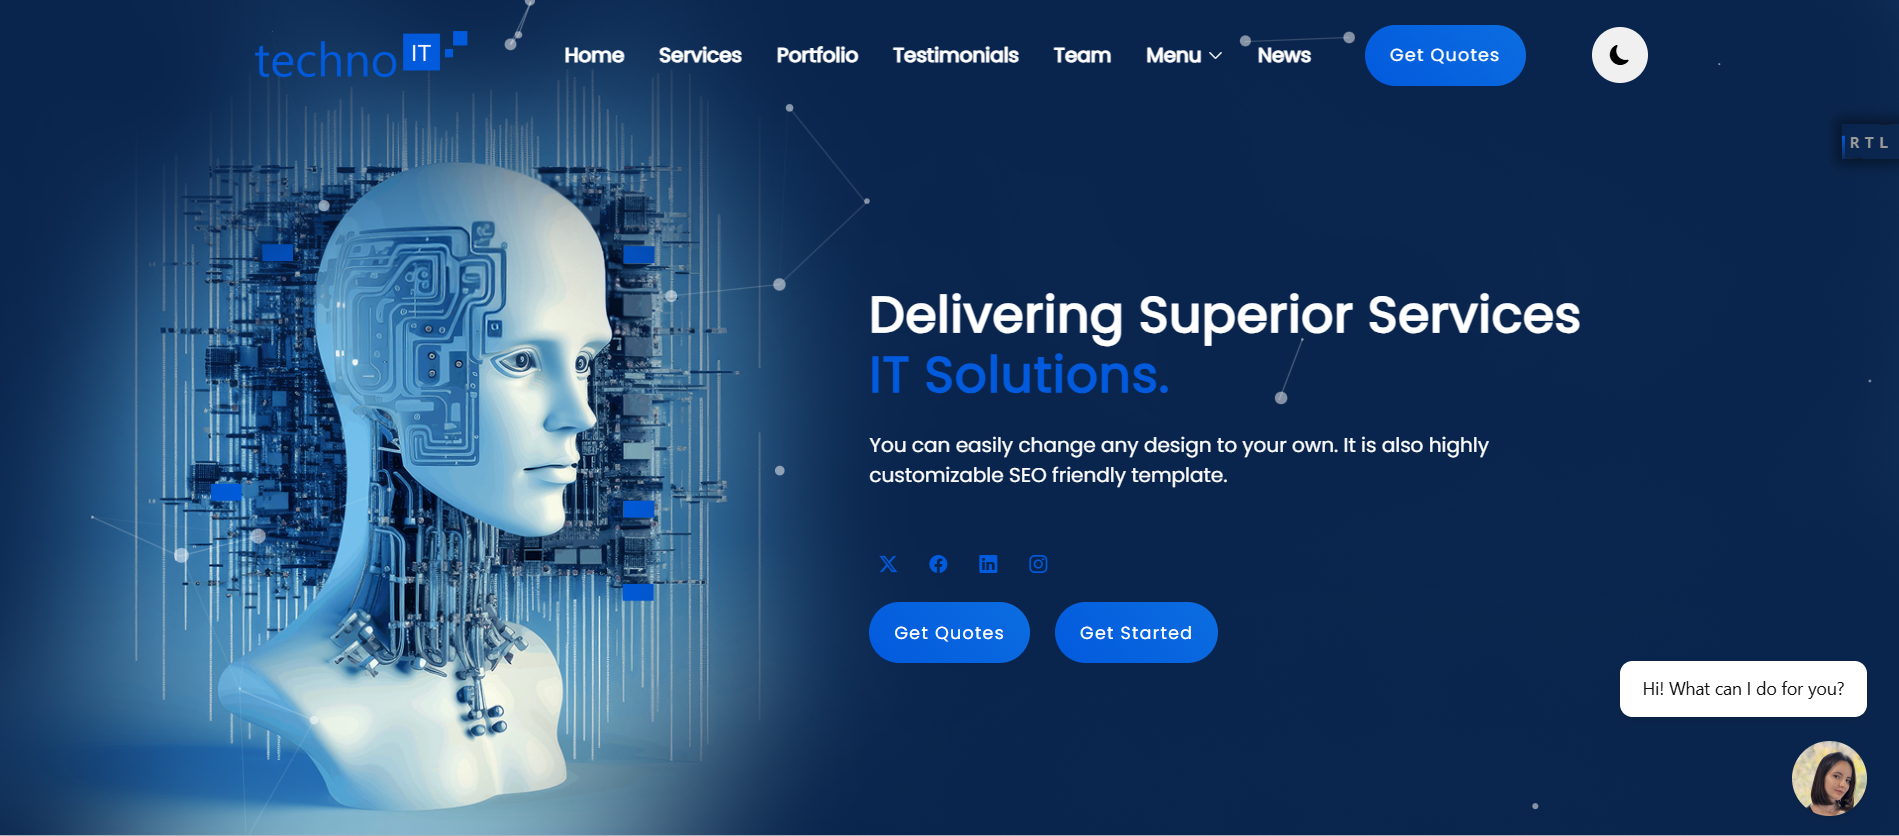 techno IT
Home Services Portfolio Testimonials Team Menu News Get Quotes
RTL
Delivering Superior Services
IT Solutions.
You can easily change any design to your own. It is also highly
customizable SEO friendly template.
Get Quotes Get Started
Hi! What can I do for you?